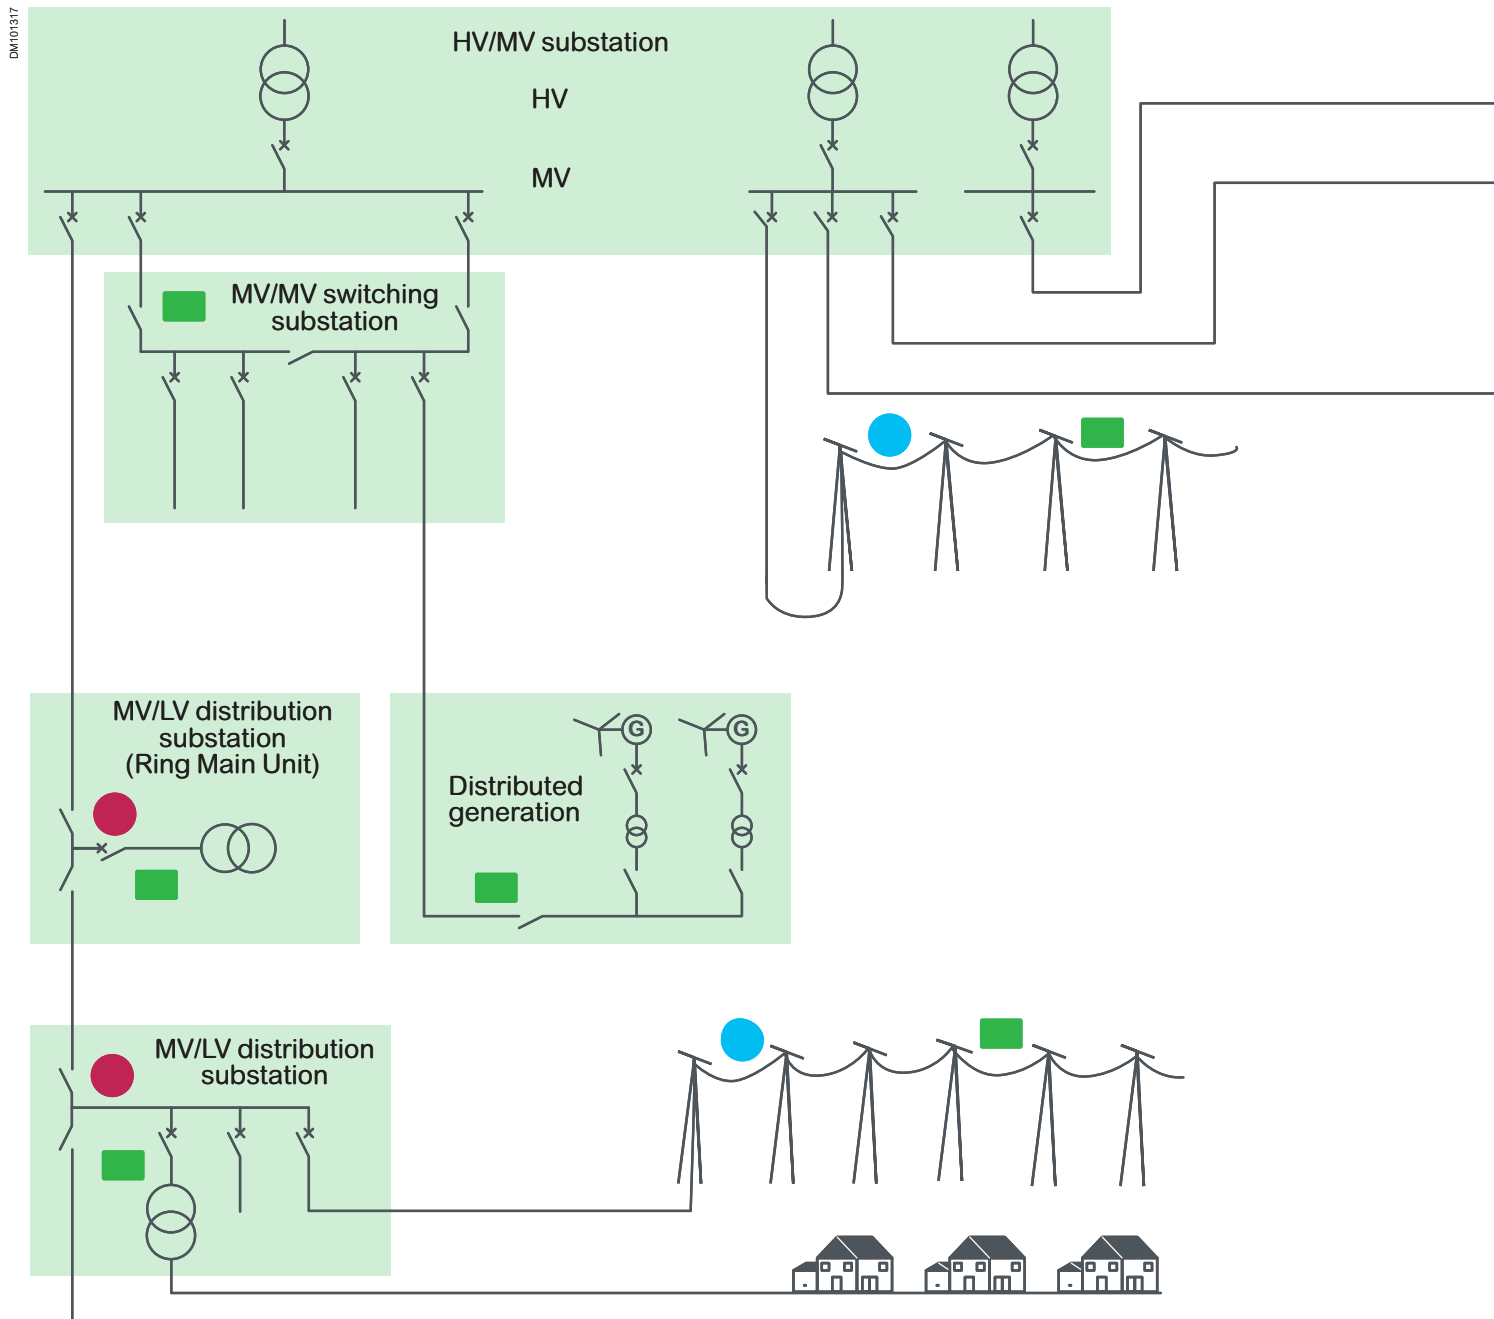 DM101317
HV/MV substation
HV
MV
MV/MV switching
substation
MV/LV distribution
substation
(Ring Main Unit)
G
G
Distributed
generation
MV/LV distribution
substation